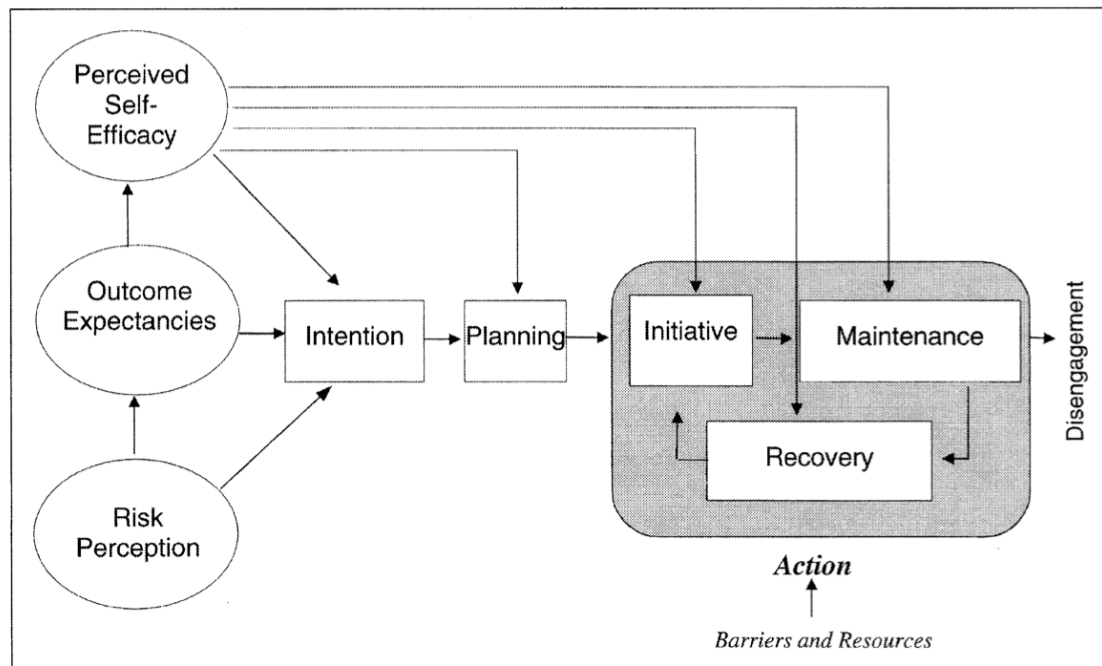 Perceived
Self-
Efficacy
Outcome
Expectancies
Risk
Perception
Intention
Planning
Initiative
Maintenance
Recovery
Disengagement
Action
Barriers and Resources